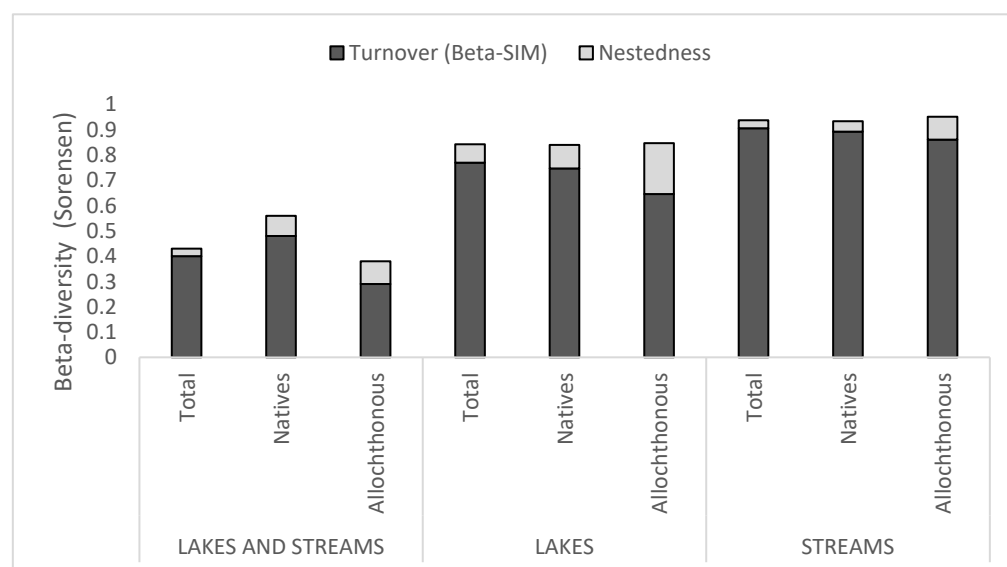 Turnover (Beta-SIM) Nestedness
Beta-diversity (Sorensen)
1
0.9
0.8
0.7
0.6
0.5
0.4
0.3
0.2
0.1
0
Total
Natives
Allochthonous
Total
Natives
Allochthonous
Total
Natives
Allochthonous
LAKES AND STREAMS
LAKES
STREAMS